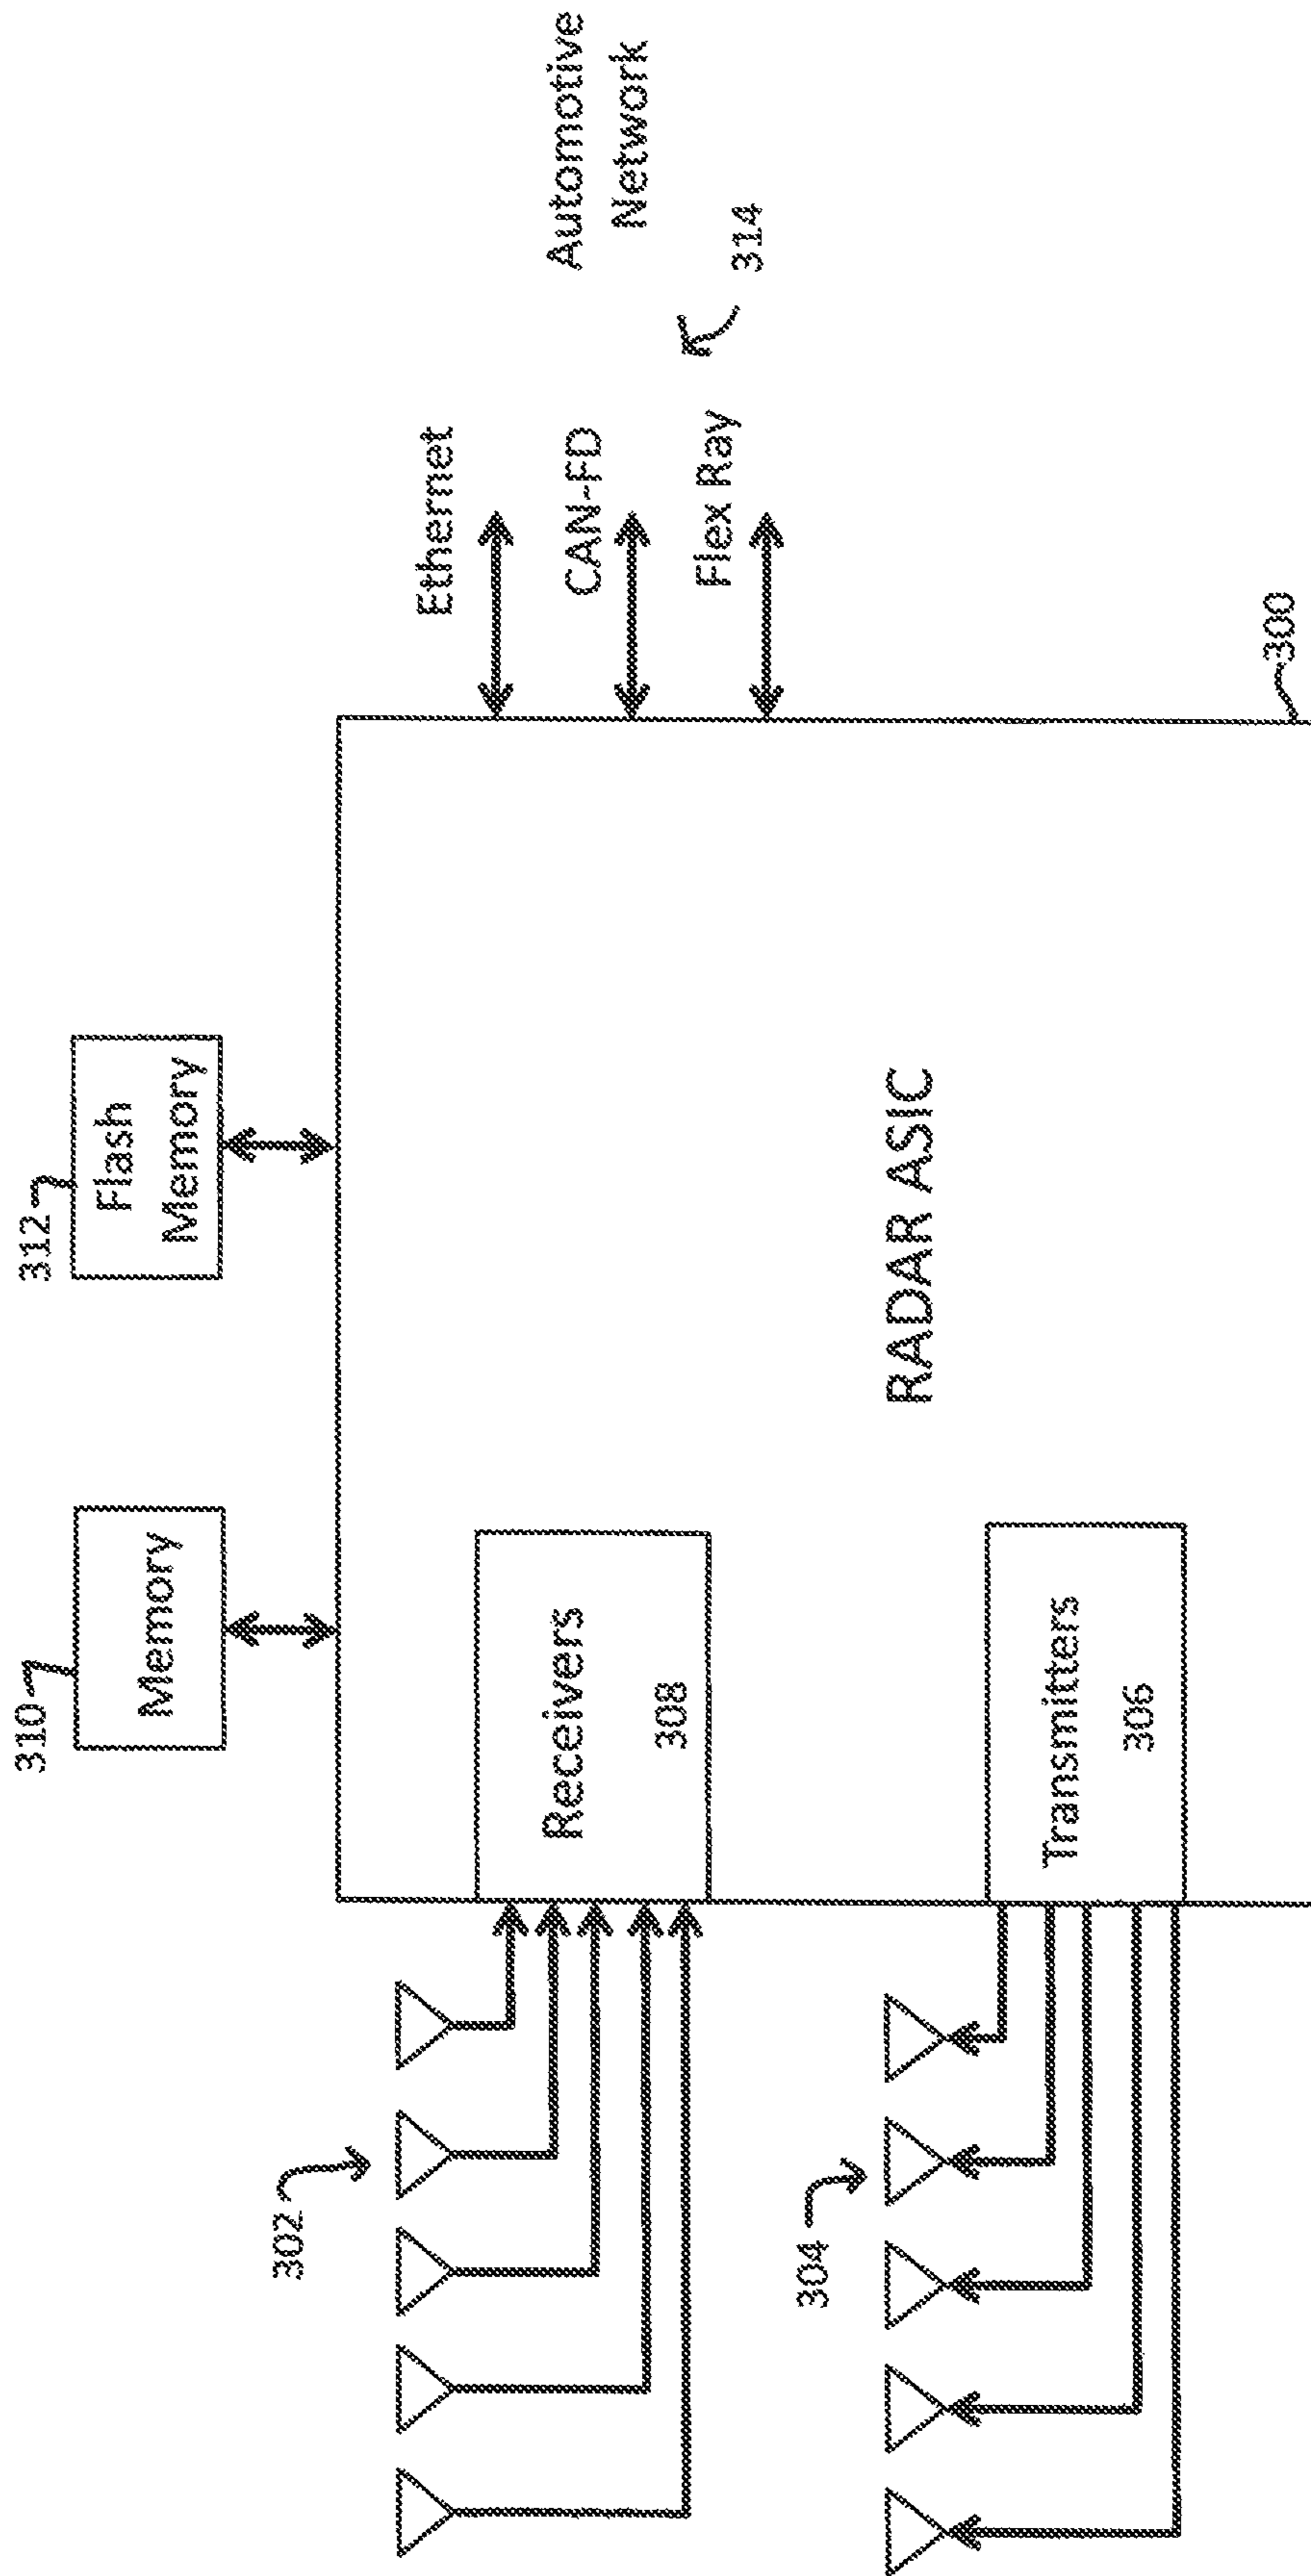 310
Memory
312
Flash
Memory
Ethernet
CAN-FD
Flex Ray
Automotive
Network
314
302
Receivers
308
RADAR ASIC
304
Transmitters
306
300